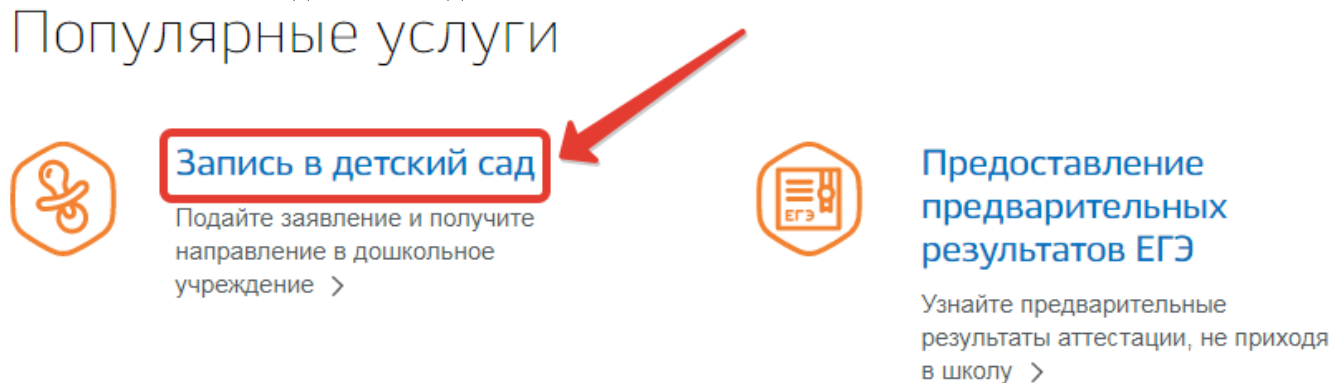 Популярные услуги
Запись в детский сад
Подайте заявление и получите
направление в дошкольное
учреждение >
ЕГЭ
Предоставление
предварительных
результатов ЕГЭ
Узнайте предварительные
результаты аттестации, не приходя
в школу >